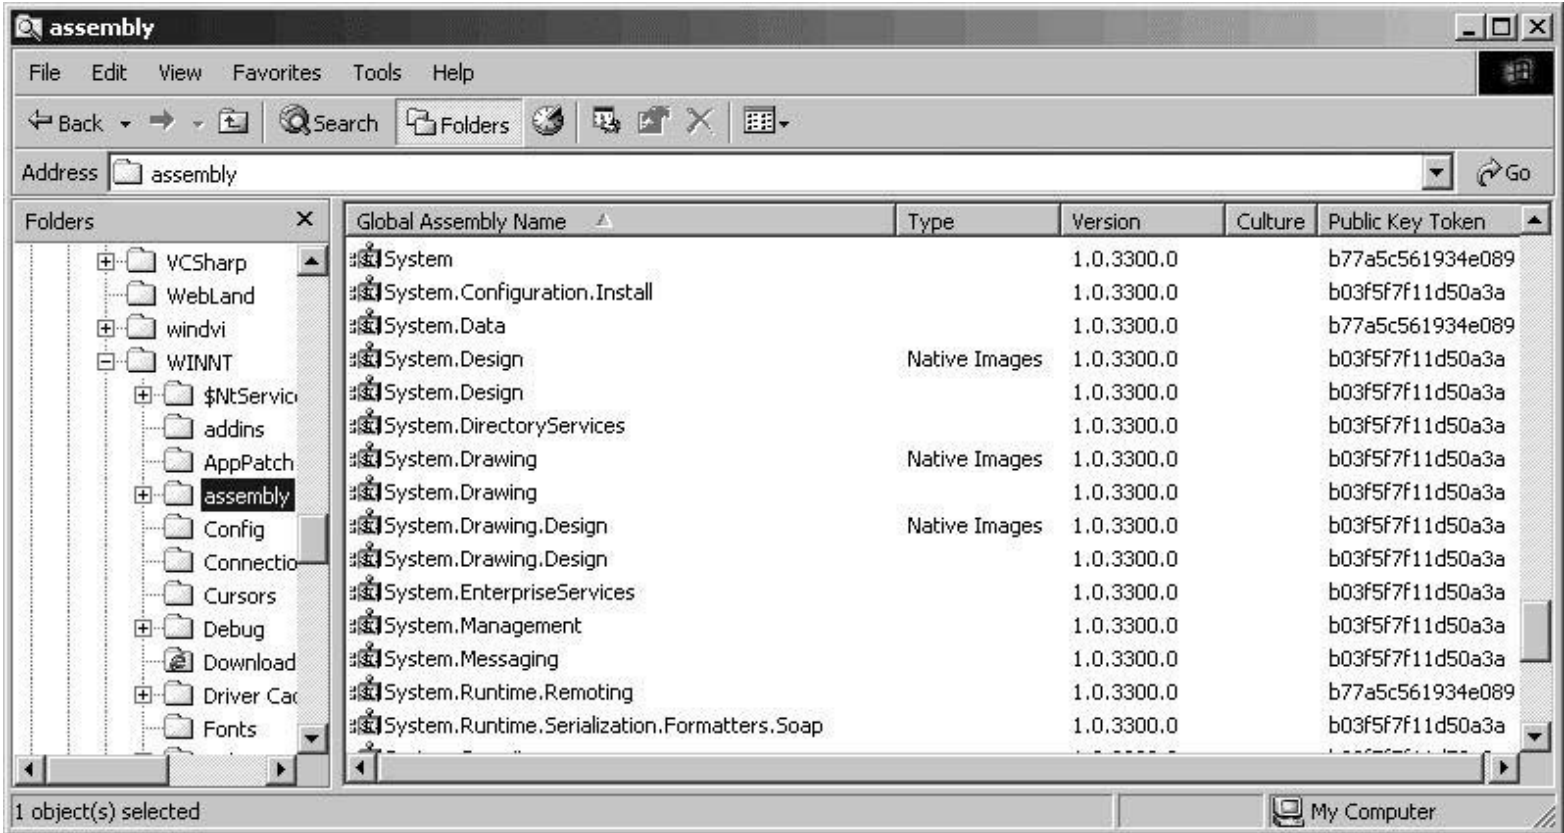 assembly
File Edit View Favorites Tools Help
Back Search Folders
Address assembly Go
Folders
VCSharp
WebLand
windvi
WINNT
$NtService
addins
AppPatch
assembly
Config
Connectio
Cursors
Debug
Download
Driver Cac
Fonts
Global Assembly Name Type Version Culture Public Key Token
System 1.0.3300.0 b77a5c561934e089
System.Configuration.Install 1.0.3300.0 b03f5f7f11d50a3a
System.Data 1.0.3300.0 b77a5c561934e089
System.Design Native Images 1.0.3300.0 b03f5f7f11d50a3a
System.Design 1.0.3300.0 b03f5f7f11d50a3a
System.DirectoryServices 1.0.3300.0 b03f5f7f11d50a3a
System.Drawing Native Images 1.0.3300.0 b03f5f7f11d50a3a
System.Drawing 1.0.3300.0 b03f5f7f11d50a3a
System.Drawing.Design Native Images 1.0.3300.0 b03f5f7f11d50a3a
System.Drawing.Design 1.0.3300.0 b03f5f7f11d50a3a
System.EnterpriseServices 1.0.3300.0 b03f5f7f11d50a3a
System.Management 1.0.3300.0 b03f5f7f11d50a3a
System.Messaging 1.0.3300.0 b03f5f7f11d50a3a
System.Runtime.Remoting 1.0.3300.0 b77a5c561934e089
System.Runtime.Serialization.Formatters.Soap 1.0.3300.0 b03f5f7f11d50a3a
1 object(s) selected
My Computer